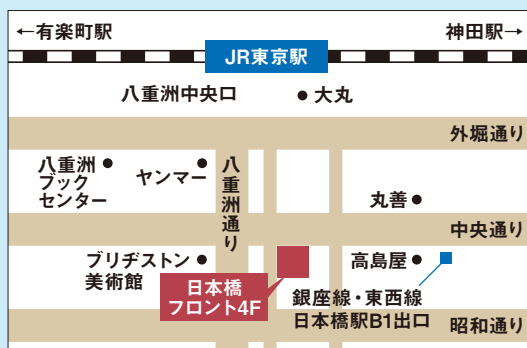 ←有楽町駅
神田駅→
JR東京駅
八重洲中央口
大丸
外堀通り
八重洲
ブック
センター
ヤンマー
八重洲通り
丸善
中央通り
ブリヂストン
美術館
日本橋
フロント4F
高島屋
銀座線・東西線
日本橋駅B1出口
昭和通り